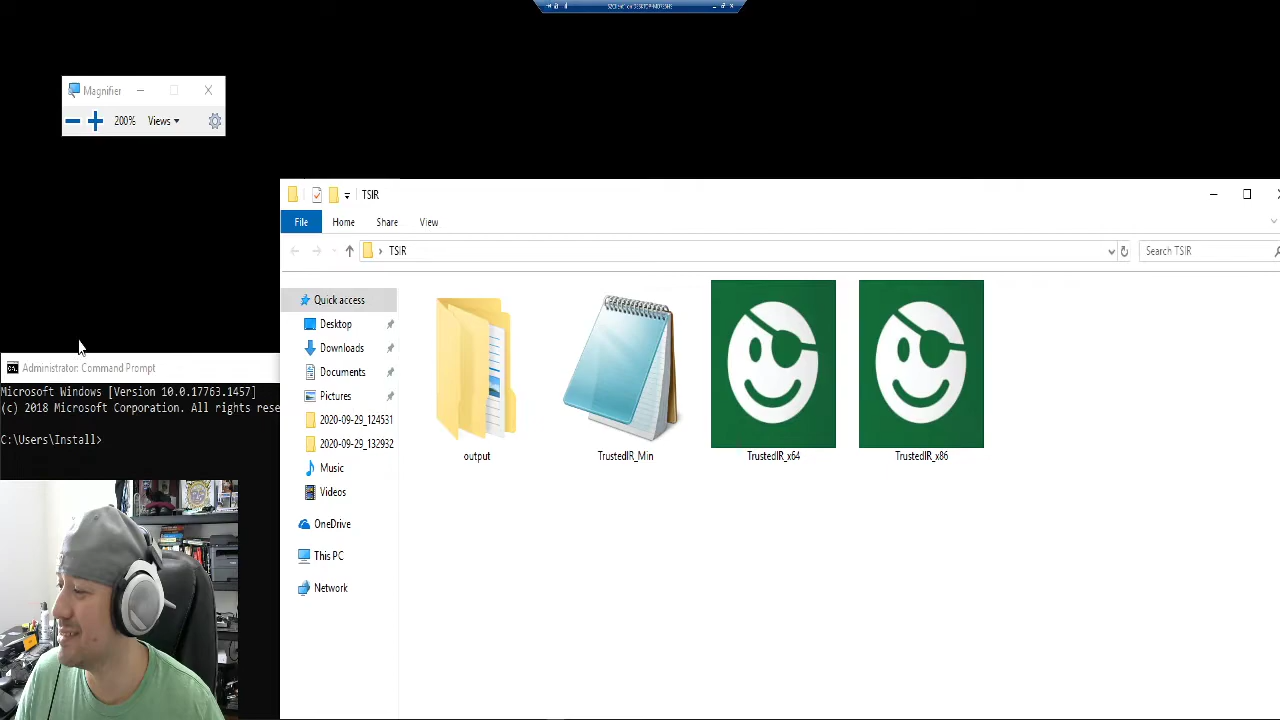 Magnifier
200%
Views
TSIR
File
Home
Share
View
TSIR
Search TSIR
Quick access
Desktop
Downloads
Documents
Pictures
2020-09-29_124531
2020-09-29_132932
Music
Videos
OneDrive
This PC
Network
output
TrustedIR_Min
TrustedIR_x64
TrustedIR_x86
Administrator: Command Prompt
Microsoft Windows [Version 10.0.17763.1457]
(c) 2018 Microsoft Corporation. All rights rese
C:\Users\Install>